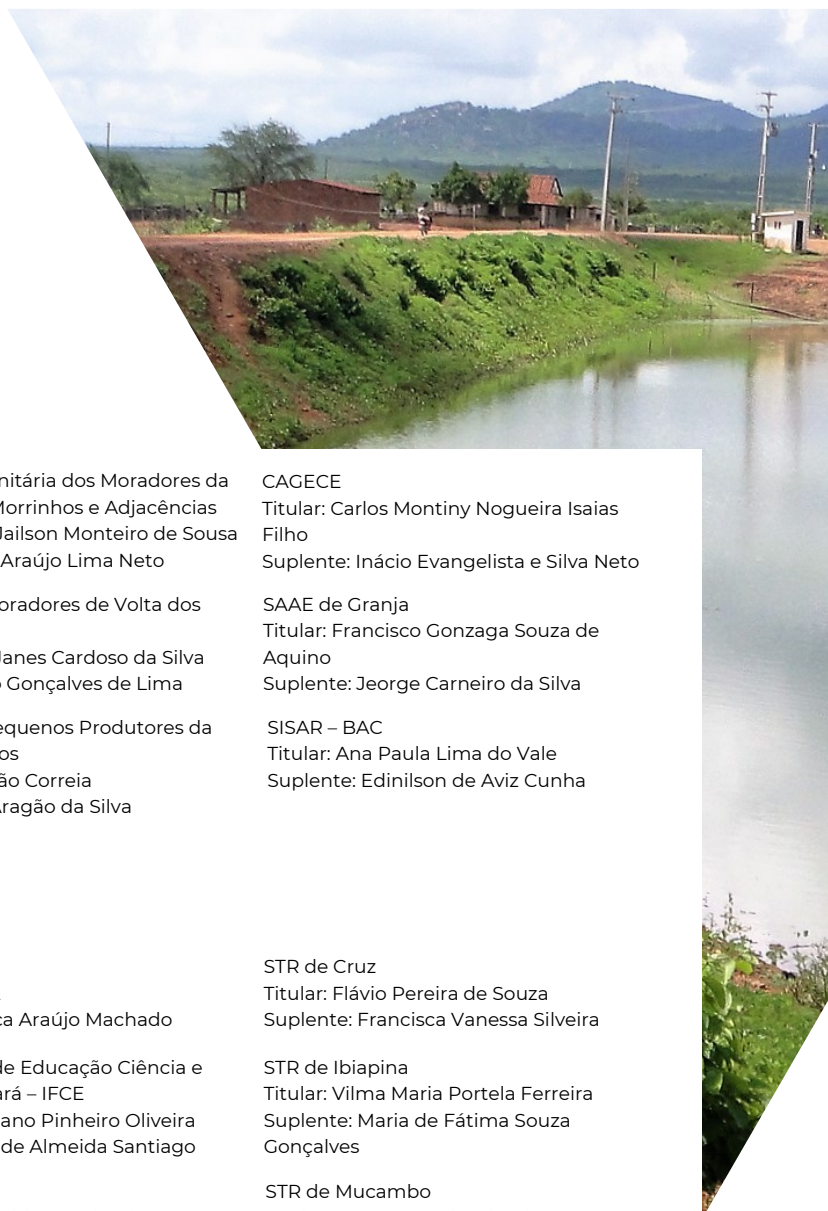 nitária dos Moradores da
Morrinhos e Adjacências
Jailson Monteiro de Sousa
Araújo Lima Neto
oradores de Volta dos
Janes Cardoso da Silva
Gonçalves de Lima
equenos Produtores da
os
ão Correia
Aragão da Silva
ca Araújo Machado
de Educação Ciência e
ará – IFCE
ano Pinheiro Oliveira
de Almeida Santiago
CAGECE
Titular: Carlos Montiny Nogueira Isaias
Filho
Suplente: Inácio Evangelista e Silva Neto
SAAE de Granja
Titular: Francisco Gonzaga Souza de
Aquino
Suplente: Jeorge Carneiro da Silva
SISAR – BAC
Titular: Ana Paula Lima do Vale
Suplente: Edinilson de Aviz Cunha
STR de Cruz
Titular: Flávio Pereira de Souza
Suplente: Francisca Vanessa Silveira
STR de Ibiapina
Titular: Vilma Maria Portela Ferreira
Suplente: Maria de Fátima Souza
Gonçalves
STR de Mucambo